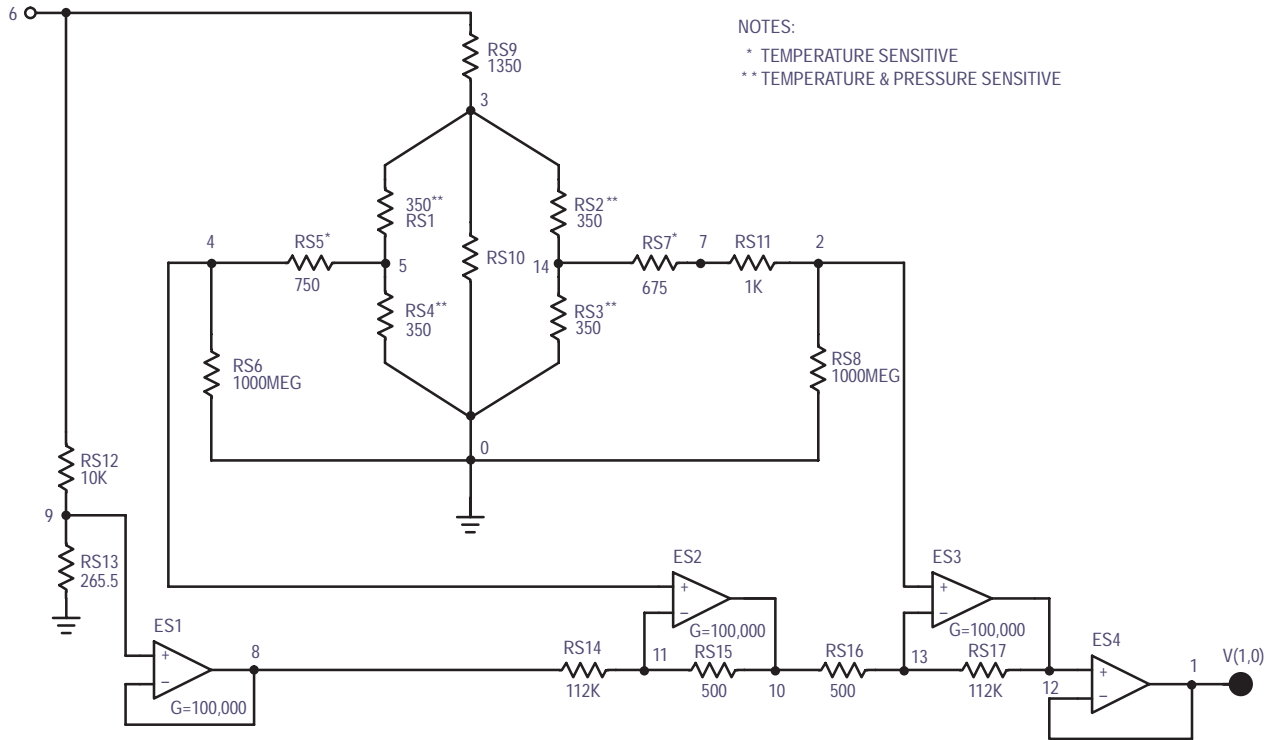 6
RS9
1350
3
NOTES:
* TEMPERATURE SENSITIVE
** TEMPERATURE & PRESSURE SENSITIVE
350**
RS1
RS2**
350
4
RS5*
750
5
RS10
14
RS7*
675
7
RS11
1K
2
RS4**
350
RS3**
350
RS6
1000MEG
RS8
1000MEG
0
RS12
10K
9
RS13
265.5
ES1
+
−
G=100,000
8
RS14
112K
11
ES2
+
−
G=100,000
RS15
500
10
RS16
500
13
ES3
+
−
G=100,000
RS17
112K
12
ES4
+
−
1
V(1,0)